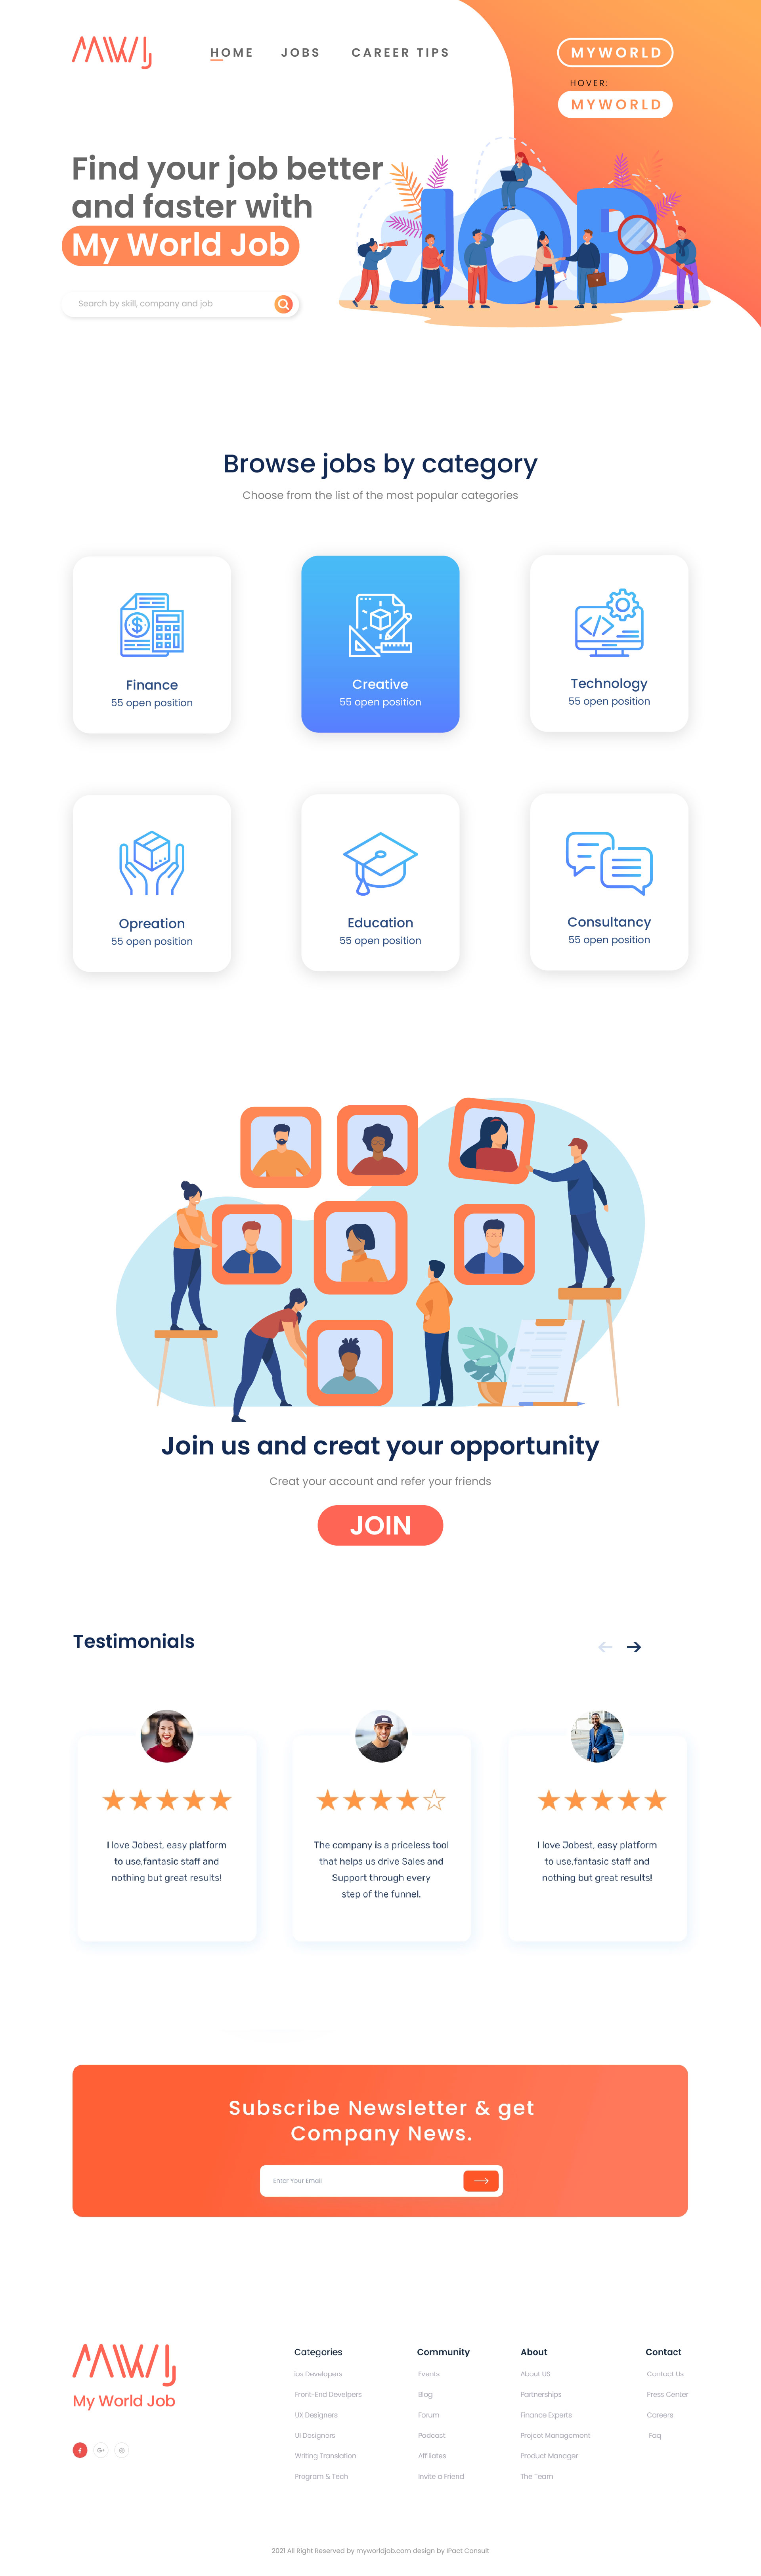 MWJ
HOME JOBS CAREER TIPS
MYWORLD
HOVER:
MYWORLD
Find your job better
and faster with
My World Job
Search by skill, company and job
JOB
Browse jobs by category
Choose from the list of the most popular categories
Finance
55 open position
Creative
55 open position
Technology
55 open position
Opreation
55 open position
Education
55 open position
Consultancy
55 open position
Join us and creat your opportunity
Creat your account and refer your friends
JOIN
Testimonials
I love Jobest, easy platform
to use,fantasic staff and
nothing but great results!
The company is a priceless tool
that helps us drive Sales and
Support through every
step of the funnel.
I love Jobest, easy platform
to use,fantasic staff and
nothing but great results!
Subscribe Newsletter & get
Company News.
Enter Your Email
MWJ
My World Job
Categories
Ios Developers
Front-End Develpers
UX Designers
UI Designers
Writing Translation
Program & Tech
Community
Events
Blog
Forum
Podcast
Affiliates
Invite a Friend
About
About US
Partnerships
Finance Experts
Project Management
Product Manager
The Team
Contact
Contact Us
Press Center
Careers
Faq
2021 All Right Reserved by myworldjob.com design by IPact Consult